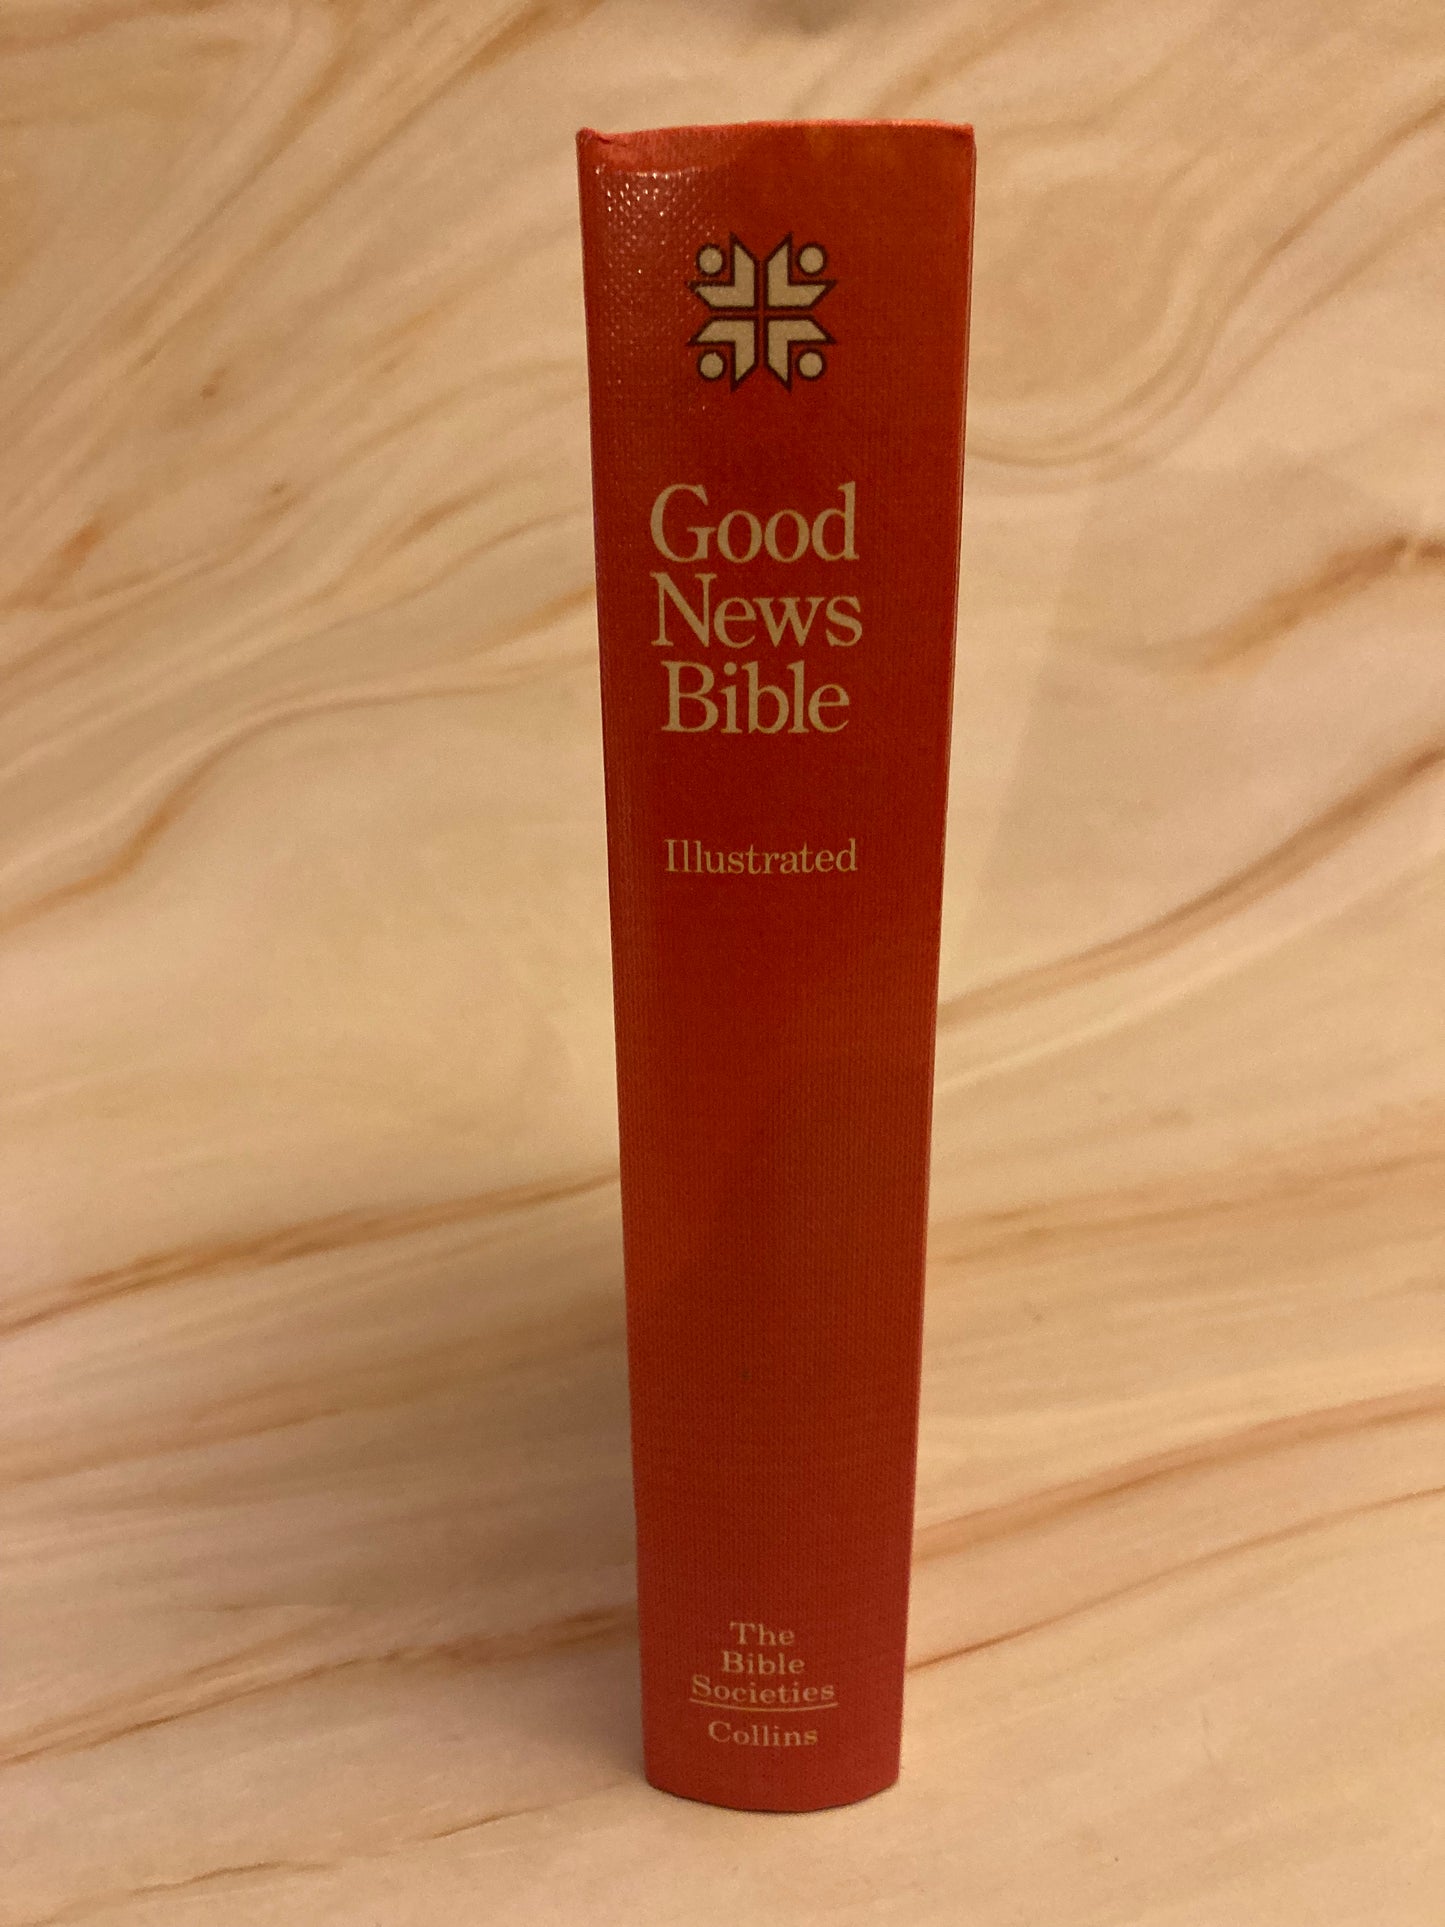 Good
News
Bible
Illustrated
The
Bible
Societies
Collins